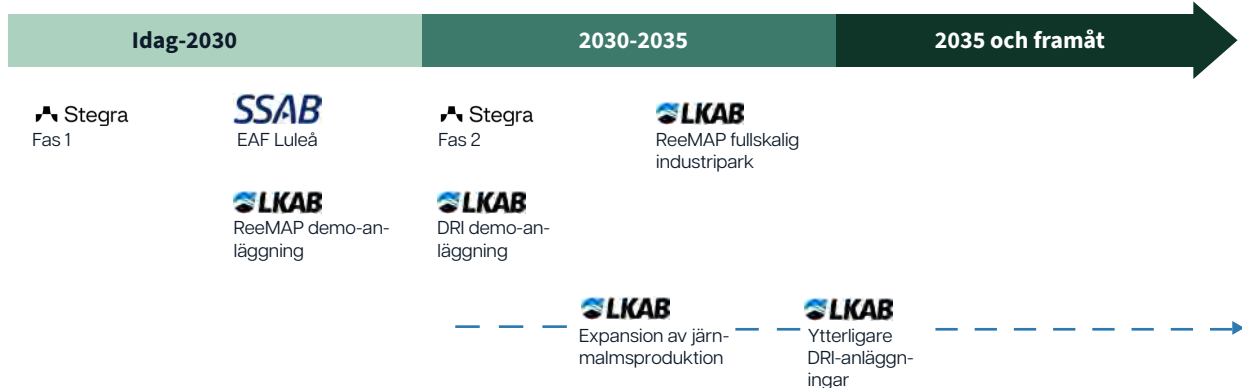 Idag-2030
2030-2035
2035 och framåt
Stegra
Fas 1
SSAB
EAF Luleå
Stegra
Fas 2
LKAB
ReeMAP fullskalig
industripark
LKAB
ReeMAP demo-an-
läggning
LKAB
DRI demo-an-
läggning
LKAB
Expansion av järn-
malmsproduktion
LKAB
Ytterligare
DRI-anläggn-
ingar